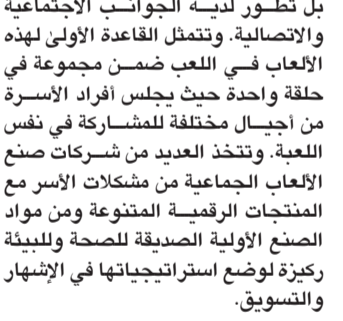 بل تطور لديه الجوانب الاجتماعية
والاتصالية. وتتمثل القاعدة الأولى لهذه
الألعاب في اللعب ضمن مجموعة في
حلقة واحدة حيث يجلس أفراد الأسرة
من أجيال مختلفة للمشاركة في نفس
اللعبة. وتتخذ العديد من شركات صنع
الألعاب الجماعية من مشكلات الأسر مع
المنتجات الرقمية المتنوعة ومن مواد
الصنع الأولية الصديقة للصحة وللبيئة
ركيزة لوضع استراتيجياتها في الإشهار
والتسويق.